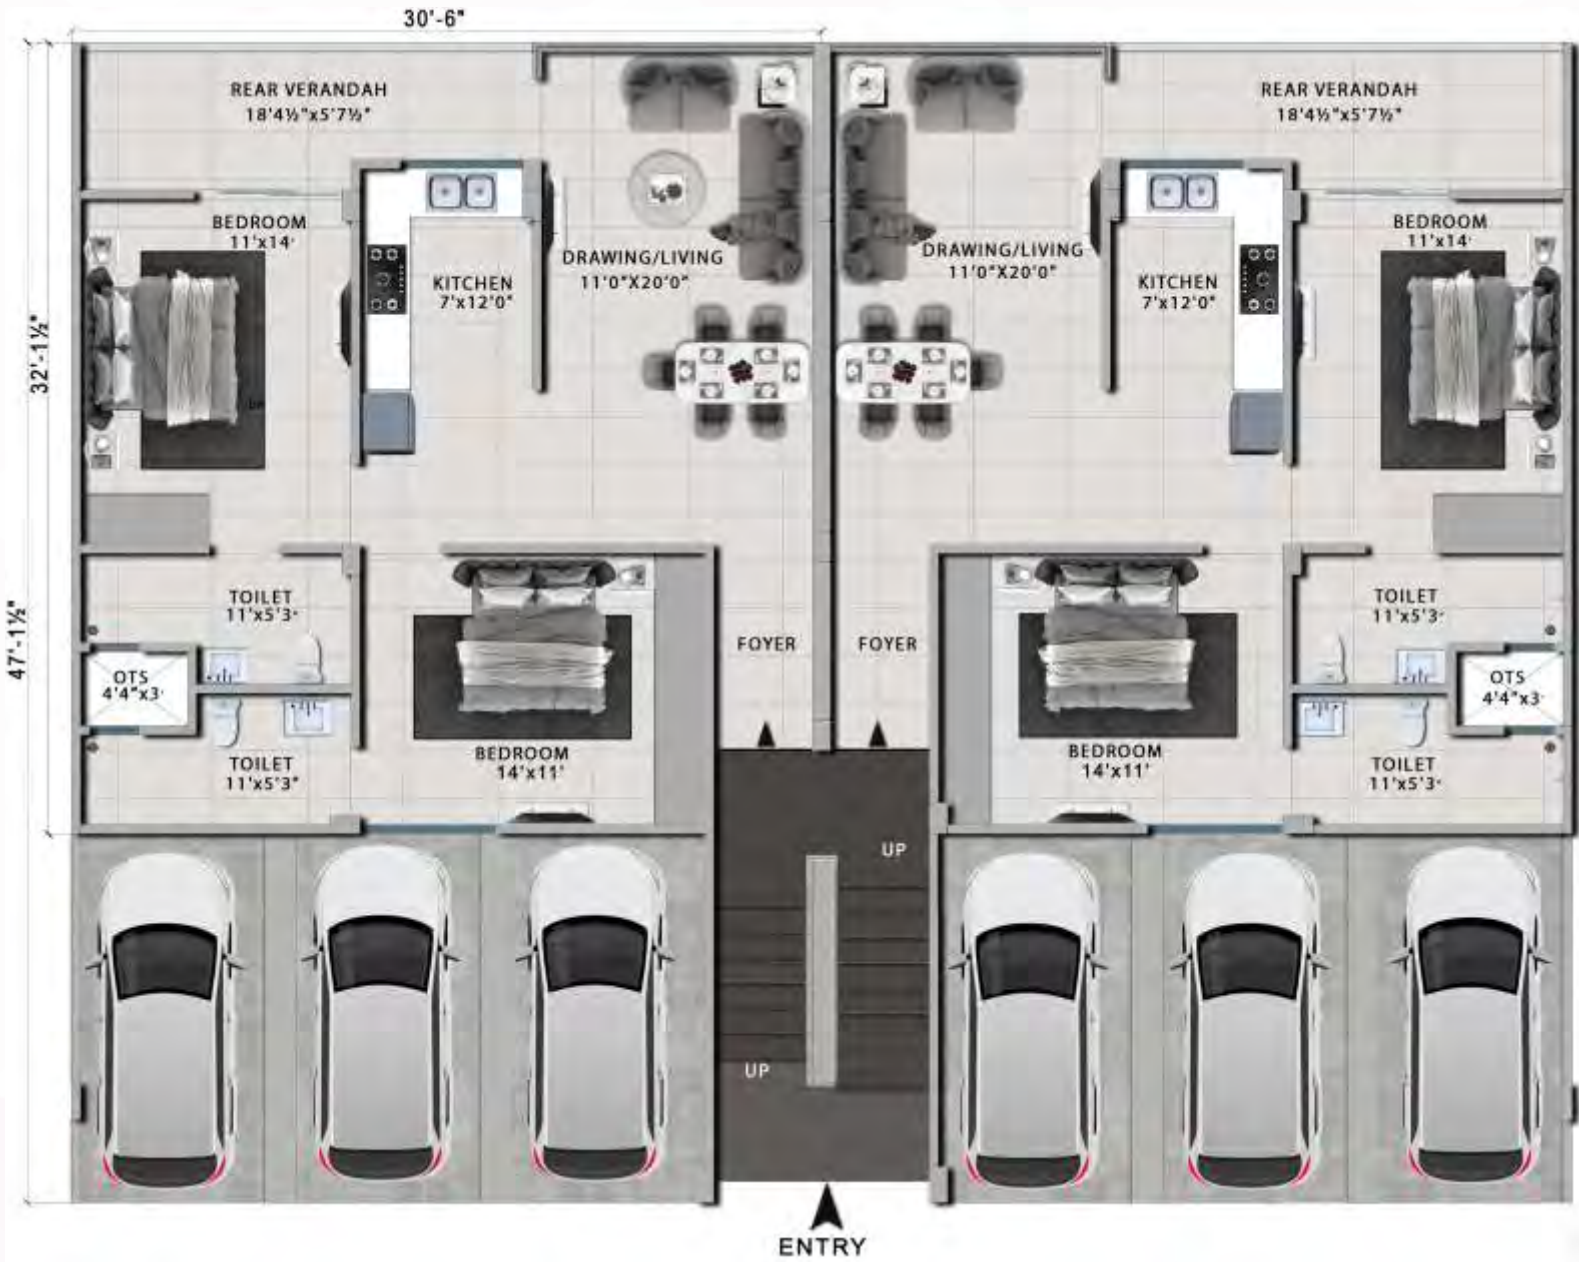 30'-6"
REAR VERANDAH
18'4½"x5'7½"
REAR VERANDAH
18'4½"x5'7½"
BEDROOM
11'x14'
KITCHEN
7'x12'0"
DRAWING/LIVING
11'0"X20'0"
DRAWING/LIVING
11'0"X20'0"
KITCHEN
7'x12'0"
BEDROOM
11'x14'
32'-1½"
47'-1½"
TOILET
11'x5'3"
FOYER
FOYER
TOILET
11'x5'3"
OTS
4'4"x3'
OTS
4'4"x3'
TOILET
11'x5'3"
BEDROOM
14'x11'
BEDROOM
14'x11'
TOILET
11'x5'3"
UP
UP
ENTRY